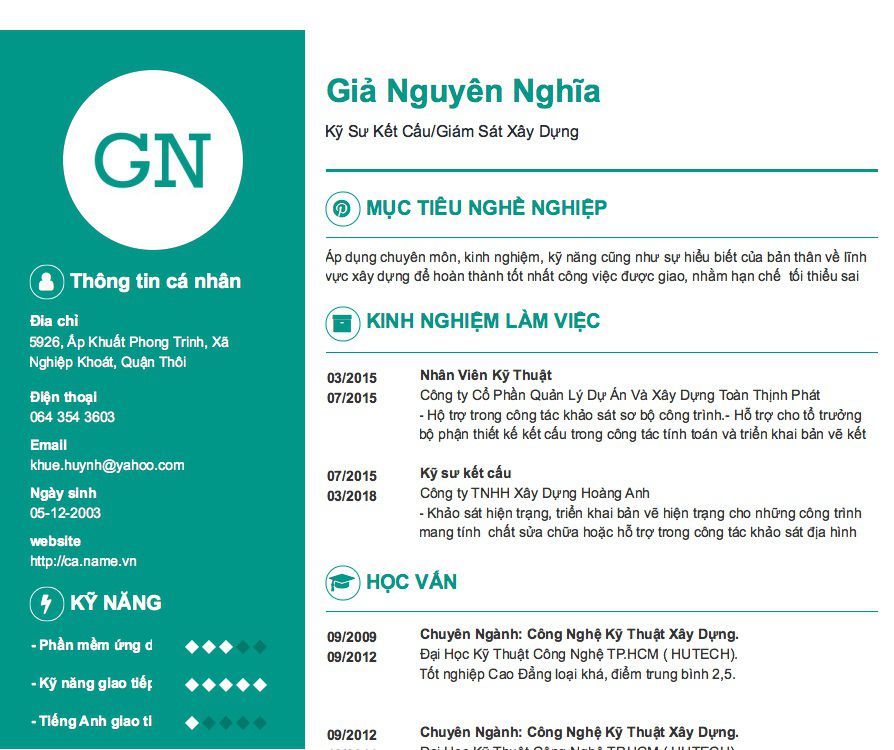 GN
Thông tin cá nhân
Địa chỉ
5926, Ấp Khuất Phong Trinh, Xã
Nghiệp Khoát, Quận Thôi
Điện thoại
064 354 3603
Email
khue.huynh@yahoo.com
Ngày sinh
05-12-2003
website
http://ca.name.vn
KỸ NĂNG
- Phần mềm ứng d
- Kỹ năng giao tiếp
- Tiếng Anh giao ti
Giả Nguyên Nghĩa
Kỹ Sư Kết Cấu/Giám Sát Xây Dựng
MỤC TIÊU NGHỀ NGHIỆP
Áp dụng chuyên môn, kinh nghiệm, kỹ năng cũng như sự hiểu biết của bản thân về lĩnh
vực xây dựng để hoàn thành tốt nhất công việc được giao, nhằm hạn chế tối thiểu sai
KINH NGHIỆM LÀM VIỆC
03/2015
07/2015
Nhân Viên Kỹ Thuật
Công ty Cổ Phần Quản Lý Dự Án Và Xây Dựng Toàn Thịnh Phát
- Hộ trợ trong công tác khảo sát sơ bộ công trình.- Hỗ trợ cho tổ trưởng
bộ phận thiết kế kết cấu trong công tác tính toán và triển khai bản vẽ kết
07/2015
03/2018
Kỹ sư kết cấu
Công ty TNHH Xây Dựng Hoàng Anh
- Khảo sát hiện trạng, triển khai bản vẽ hiện trạng cho những công trình
mang tính chất sửa chữa hoặc hỗ trợ trong công tác khảo sát địa hình
HỌC VẤN
09/2009
09/2012
Chuyên Ngành: Công Nghệ Kỹ Thuật Xây Dựng.
Đại Học Kỹ Thuật Công Nghệ TP.HCM ( HUTECH).
Tốt nghiệp Cao Đẳng loại khá, điểm trung bình 2,5.
09/2012
Chuyên Ngành: Công Nghệ Kỹ Thuật Xây Dựng.
Đại Học Kỹ Thuật Công Nghệ TP.HCM ( HUTECH)